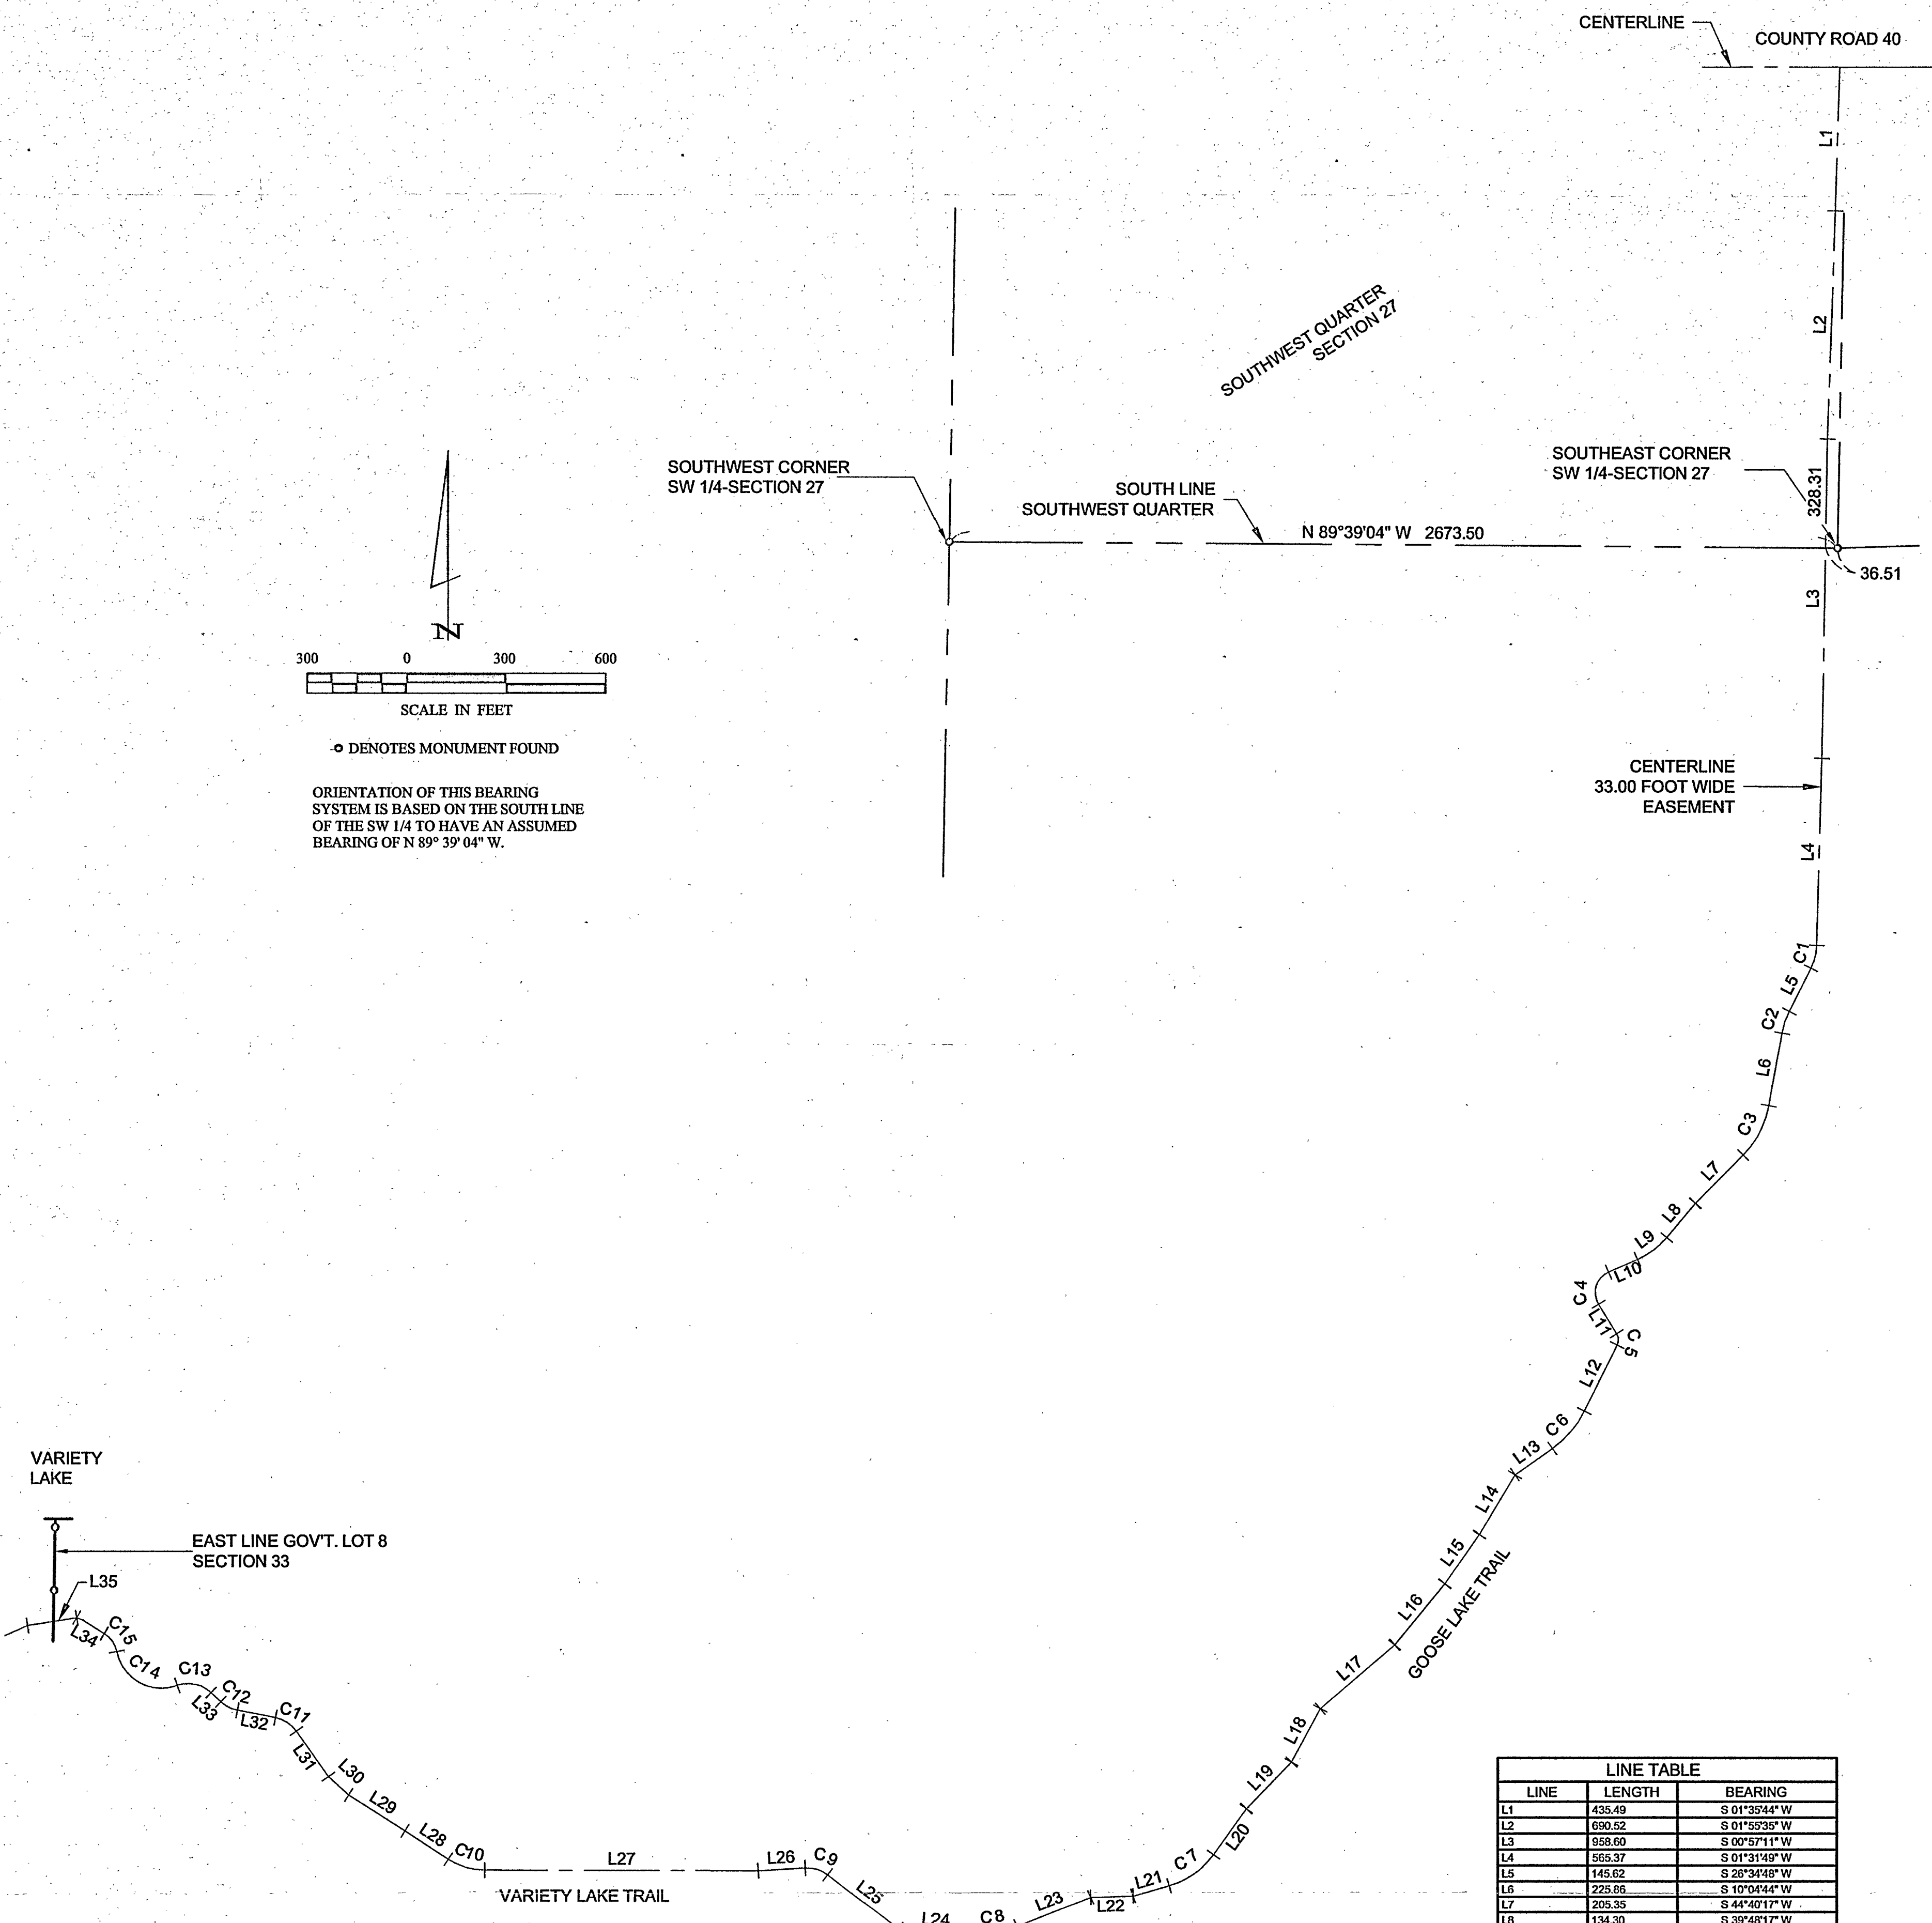 CENTERLINE
COUNTY ROAD 40
L1
L2
SOUTHWEST QUARTER
SECTION 27
SOUTHWEST CORNER
SW 1/4-SECTION 27
SOUTH LINE
SOUTHWEST QUARTER
N 89°39'04" W 2673.50
SOUTHEAST CORNER
SW 1/4-SECTION 27
328.31
36.51
L3
N
300 0 300 600
SCALE IN FEET
DENOTES MONUMENT FOUND
ORIENTATION OF THIS BEARING
SYSTEM IS BASED ON THE SOUTH LINE
OF THE SW 1/4 TO HAVE AN ASSUMED
BEARING OF N 89° 39' 04" W.
CENTERLINE
33.00 FOOT WIDE
EASEMENT
L4
C1
L5
C2
L6
C3
L7
L8
L9
L10
C4
L11
C5
L12
C6
L13
L14
L15
L16
GOOSE LAKE TRAIL
L17
L18
L19
L20
C7
L21
L22
L23
C8
L24
L25
C9
L26
L27
VARIETY LAKE TRAIL
C10
L28
L29
L30
L31
C11
L32
C12
L33
C13
C14
C15
L34
L35
VARIETY
LAKE
EAST LINE GOV'T. LOT 8
SECTION 33
LINE TABLE
LINE LENGTH BEARING
L1 435.49 S 01°35'44" W
L2 690.52 S 01°55'35" W
L3 958.60 S 00°57'11" W
L4 565.37 S 01°31'49" W
L5 145.62 S 26°34'48" W
L6 225.86 S 10°04'44" W
L7 205.35 S 44°40'17" W
L8 134.30 S 39°48'17" W